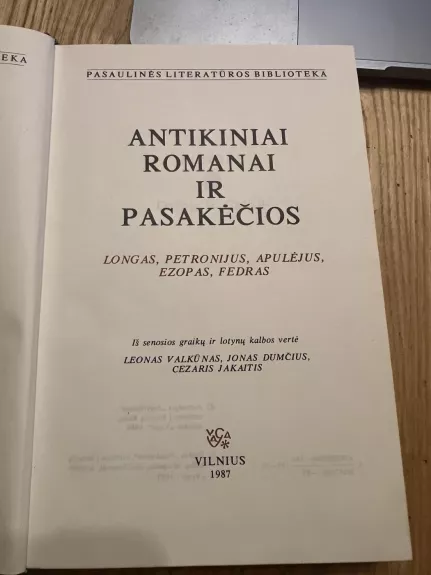 EKA
PASAULINĖS LITERATŪROS BIBLIOTEKA
ANTIKINIAI
ROMANAI
IR
PASAKĖČIOS
LONGAS, PETRONIJUS, APULĖJUS,
EZOPAS, FEDRAS
Iš senosios graikų ir lotynų kalbos vertė
LEONAS VALKŪNAS, JONAS DUMČIUS,
CEZARIS JAKAITIS
VILNIUS
1987